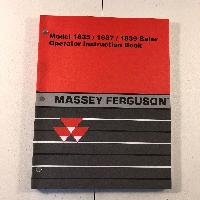 Model 1835 / 1837 / 1839 Baler
Operator Instruction Book
MASSEY FERGUSON